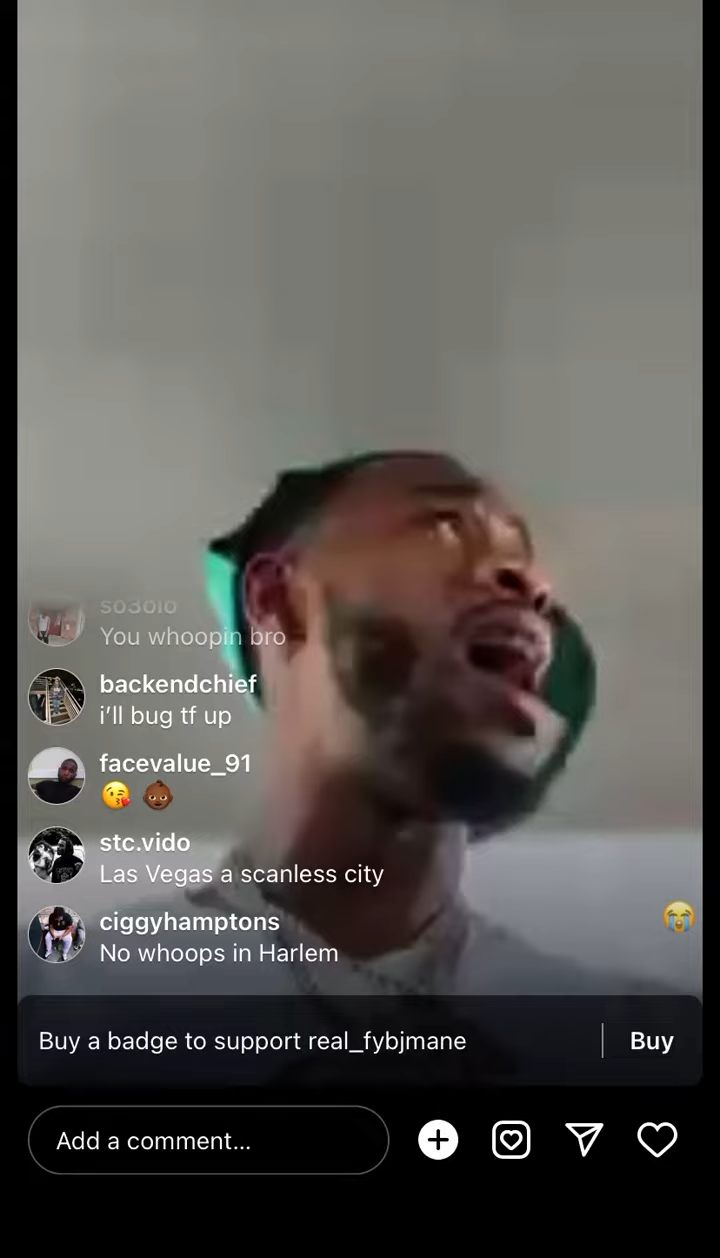 so3olo
You whoopin bro
backendchief
i'll bug tf up
facevalue_91
😘 👶🏾
stc.vido
Las Vegas a scanless city
ciggyhamptons
No whoops in Harlem
😭
Buy a badge to support real_fybjmane
Buy
Add a comment...